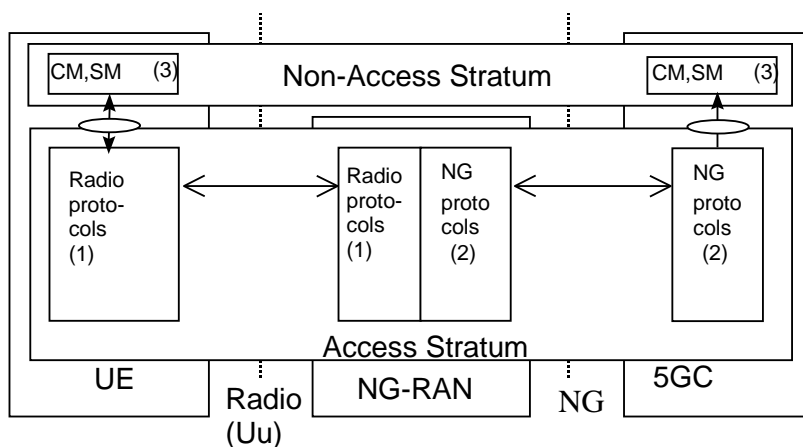 CM,SM (3)
Non-Access Stratum
CM,SM (3)
Radio
proto-
cols
(1)
Radio
proto-
cols
(1)
NG
proto
cols
(2)
NG
proto
cols
(2)
Access Stratum
UE
Radio
(Uu)
NG-RAN
NG
5GC